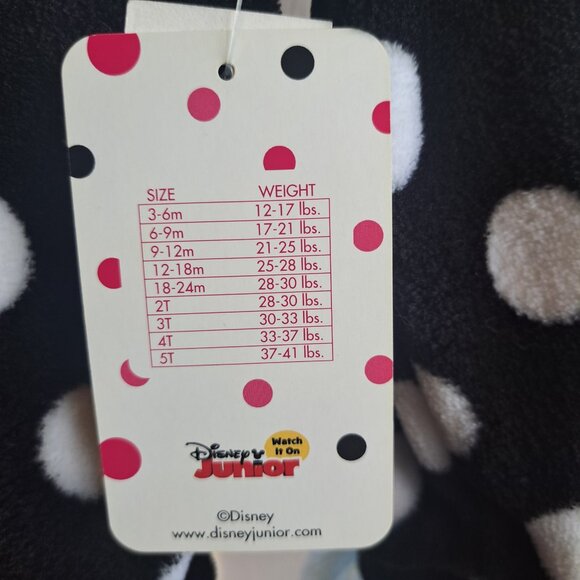 SIZE WEIGHT
3-6m 12-17 lbs.
6-9m 17-21 lbs.
9-12m 21-25 lbs.
12-18m 25-28 lbs.
18-24m 28-30 lbs.
2T 28-30 lbs.
3T 30-33 lbs.
4T 33-37 lbs.
5T 37-41 lbs.
Disney Watch
Junior It On
©Disney
www.disneyjunior.com